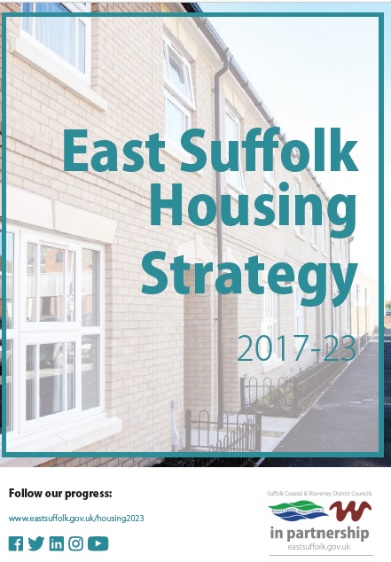 East Suffolk
Housing
Strategy
2017-23
Follow our progress:
www.eastsuffolk.gov.uk/housing2023
Suffolk Coastal & Waveney District Councils
in partnership
eastsuffolk.gov.uk